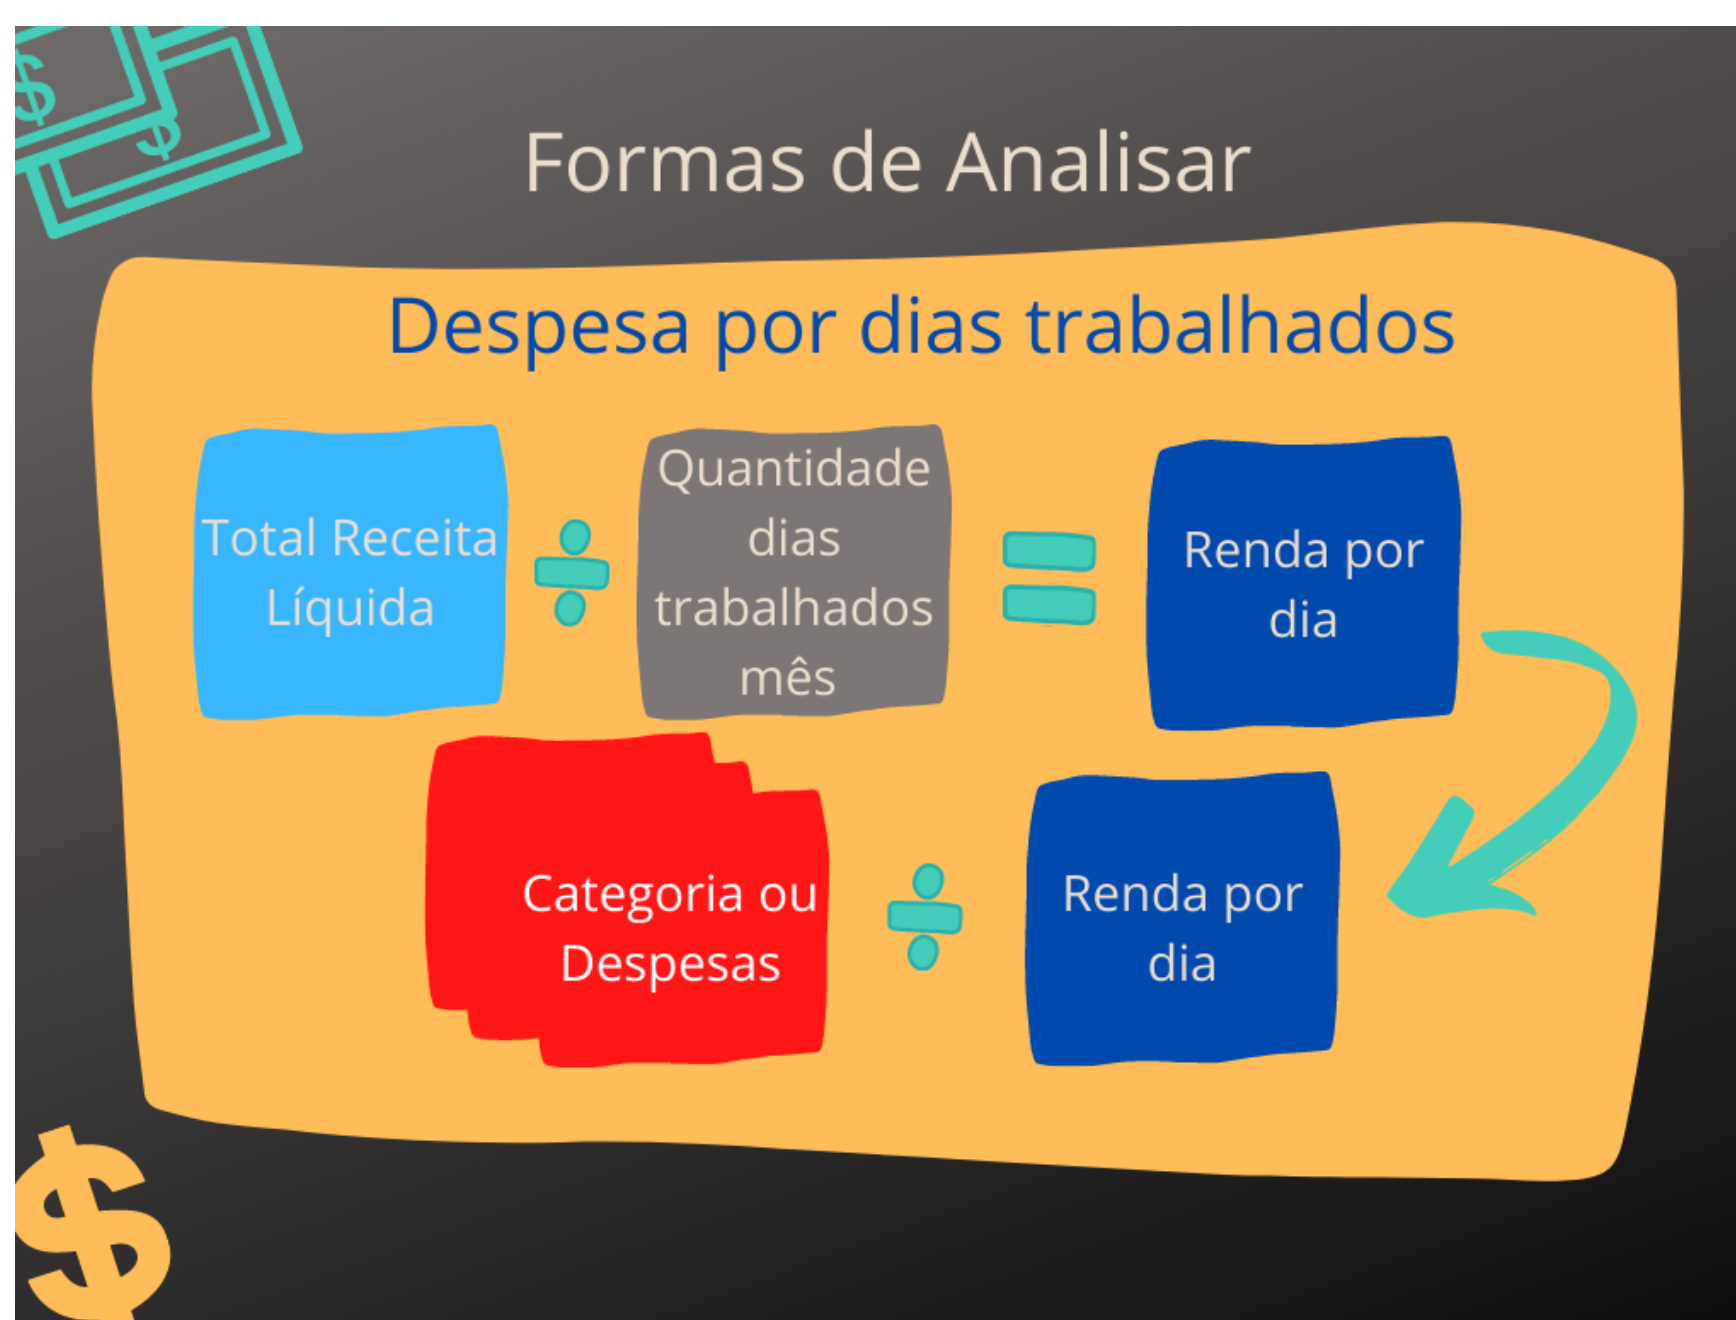 Formas de Analisar
Despesa por dias trabalhados
Total Receita
Líquida
Quantidade
dias
trabalhados
mês
Renda por
dia
Categoria ou
Despesas
Renda por
dia